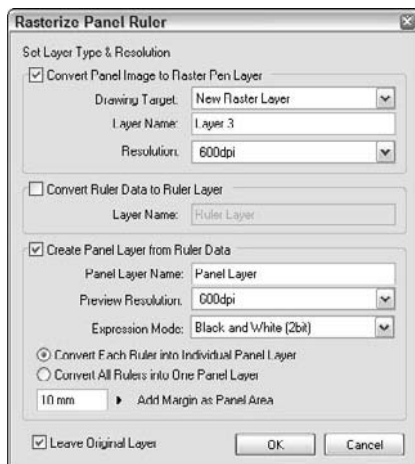 Rasterize Panel Ruler
Set Layer Type & Resolution
Convert Panel Image to Raster Pen Layer
Drawing Target: New Raster Layer
Layer Name: Layer 3
Resolution: 600dpi
Convert Ruler Data to Ruler Layer
Layer Name: Ruler Layer
Create Panel Layer from Ruler Data
Panel Layer Name: Panel Layer
Preview Resolution: 600dpi
Expression Mode: Black and White (2bit)
Convert Each Ruler into Individual Panel Layer
Convert All Rulers into One Panel Layer
10 mm Add Margin as Panel Area
Leave Original Layer OK Cancel